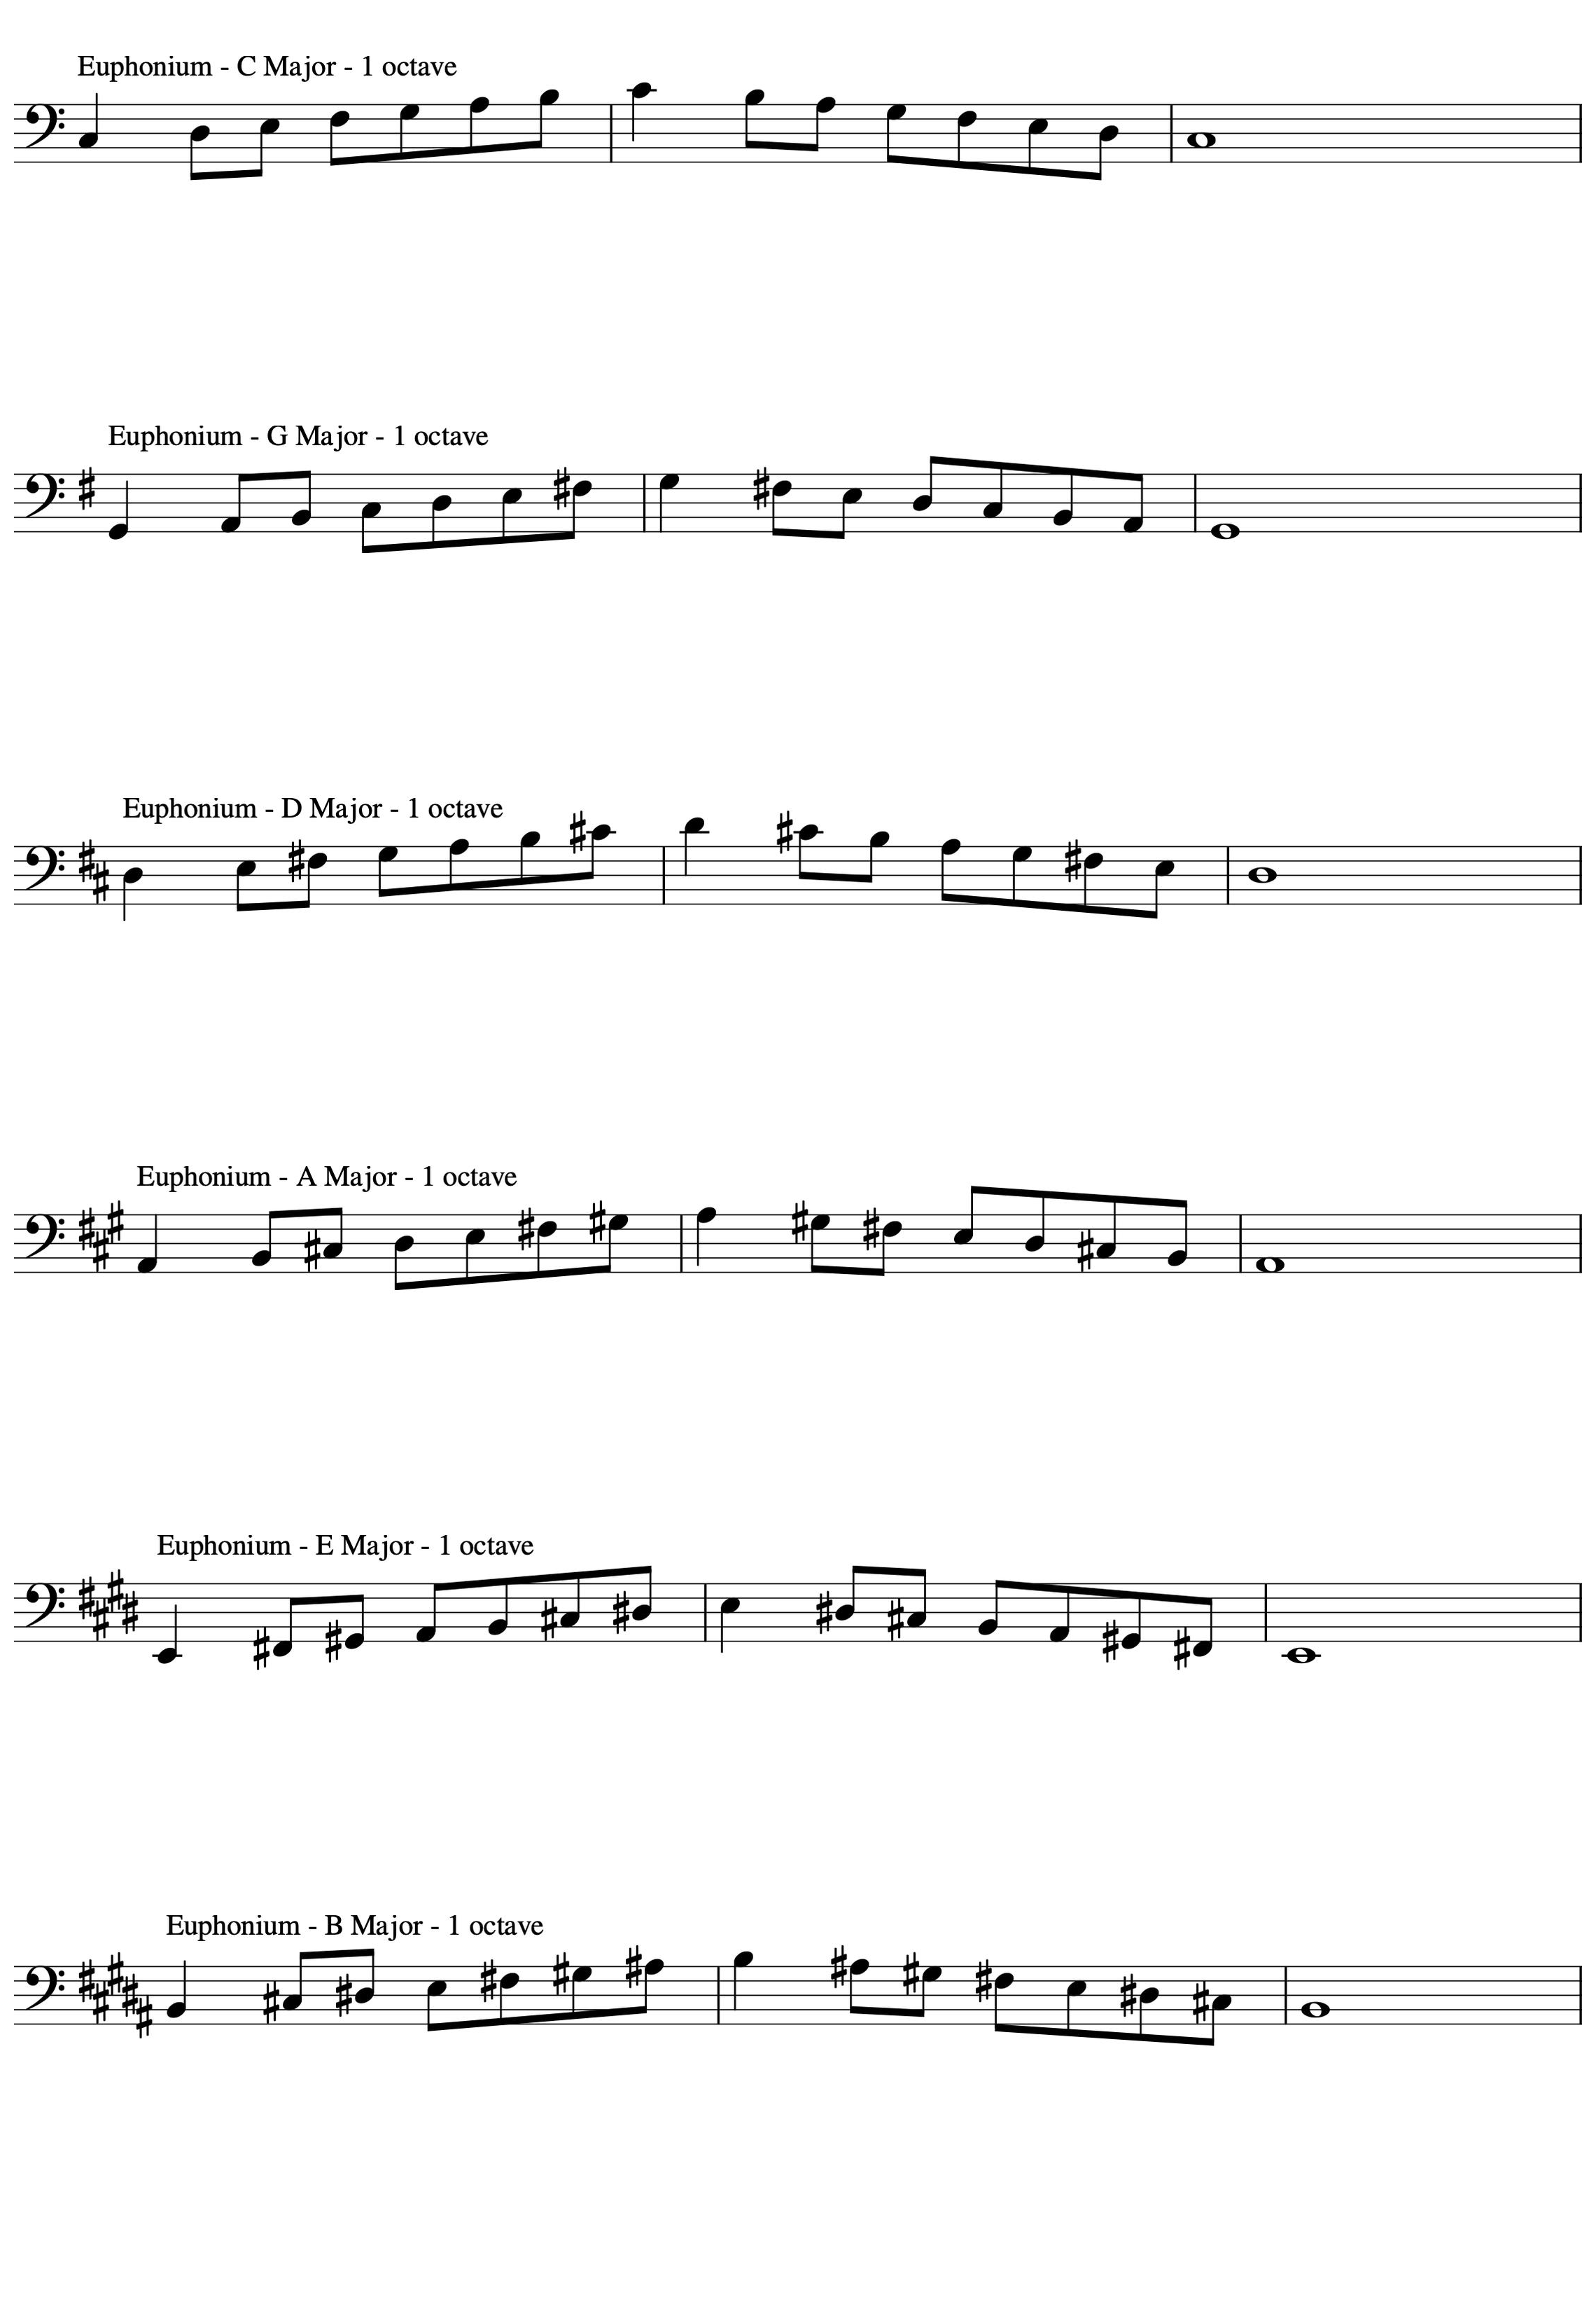 Euphonium - C Major - 1 octave
Euphonium - G Major - 1 octave
Euphonium - D Major - 1 octave
Euphonium - A Major - 1 octave
Euphonium - E Major - 1 octave
Euphonium - B Major - 1 octave